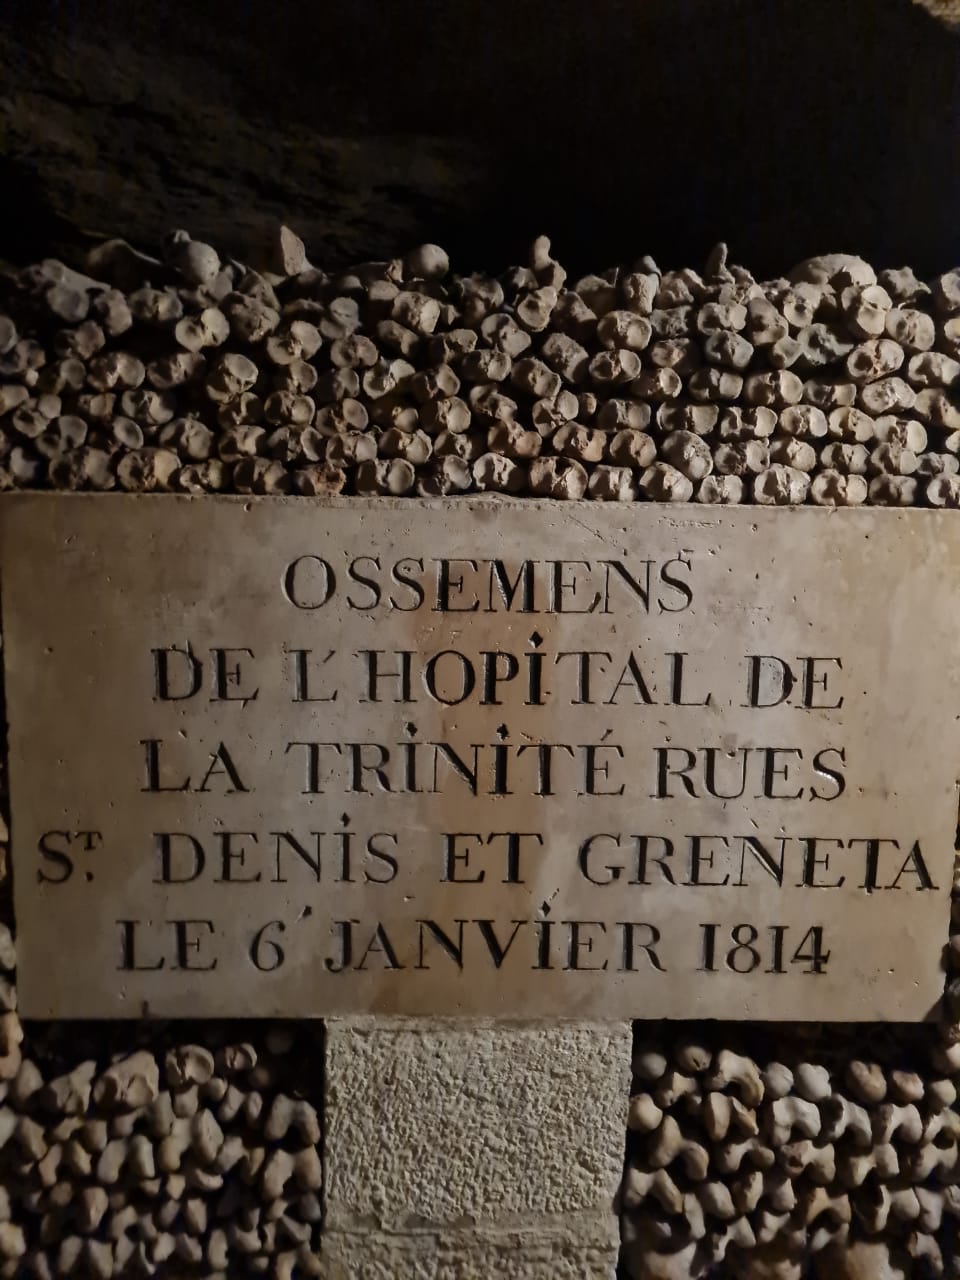 OSSEMENS
DE L'HOPITAL DE
LA TRINITÉ RUES
ST. DENIS ET GRENETA
LE 6 JANVIER 1814